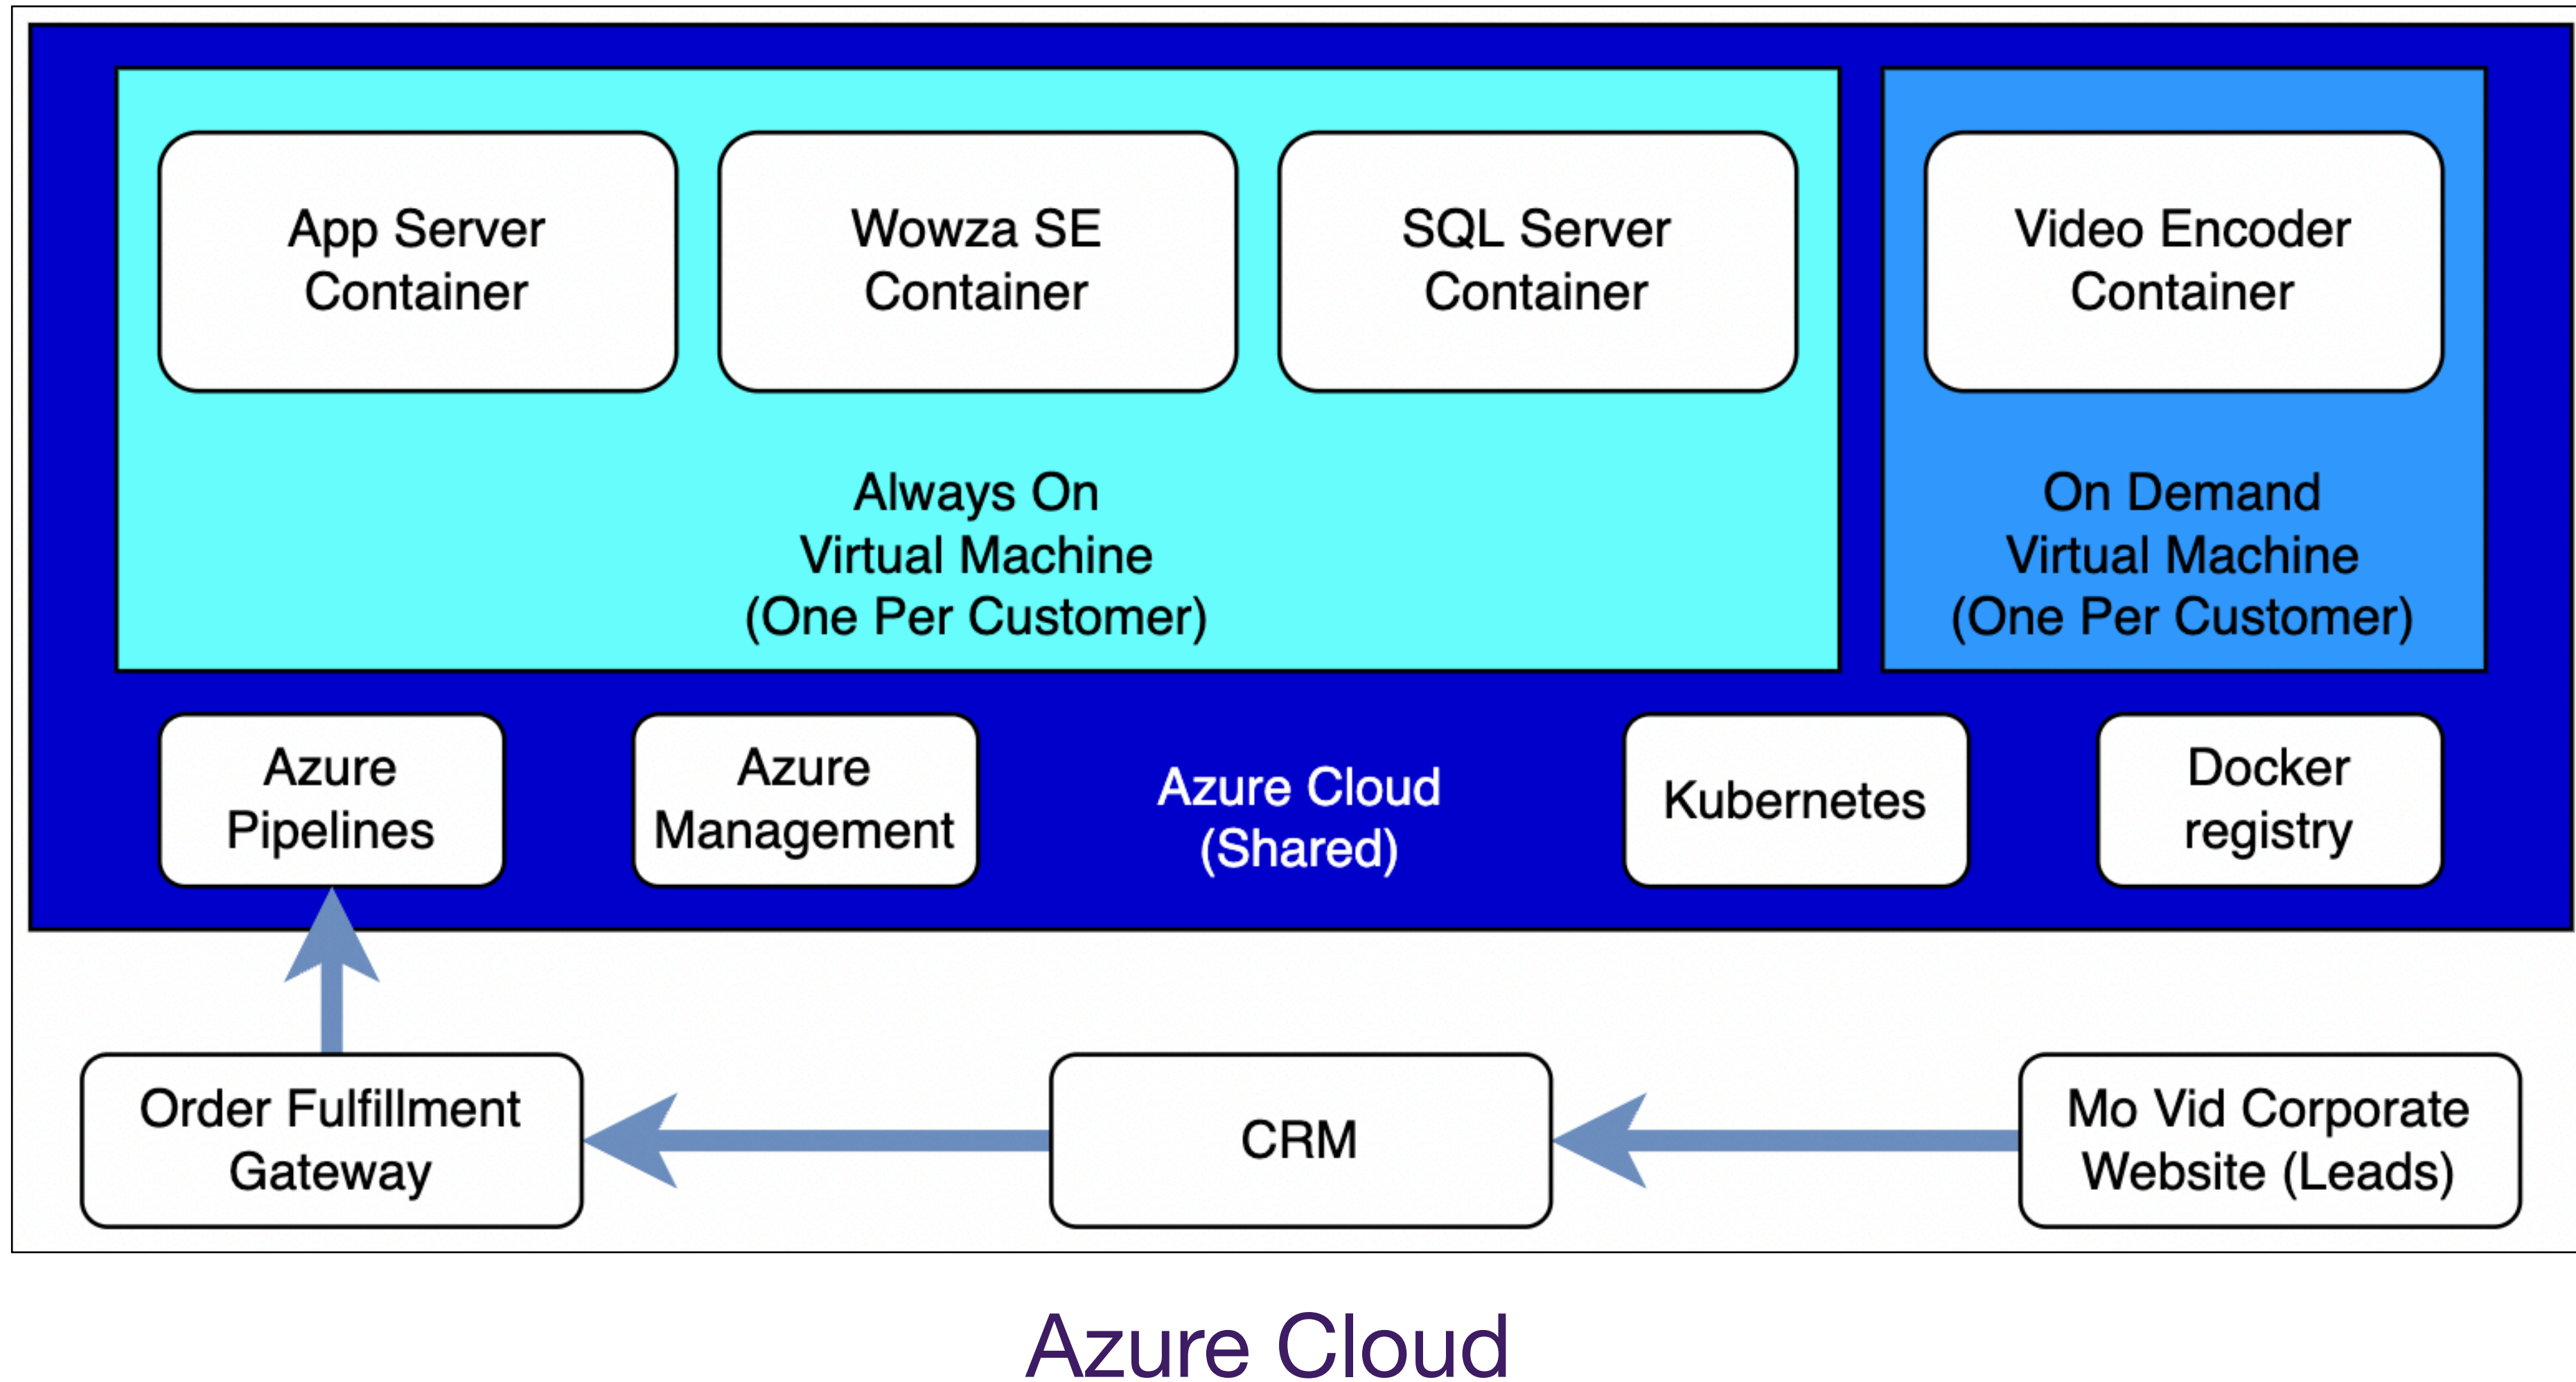 App Server
Container
Wowza SE
Container
SQL Server
Container
Video Encoder
Container
Always On
Virtual Machine
(One Per Customer)
On Demand
Virtual Machine
(One Per Customer)
Azure
Pipelines
Azure
Management
Azure Cloud
(Shared)
Kubernetes
Docker
registry
Order Fulfillment
Gateway
CRM
Mo Vid Corporate
Website (Leads)
Azure Cloud